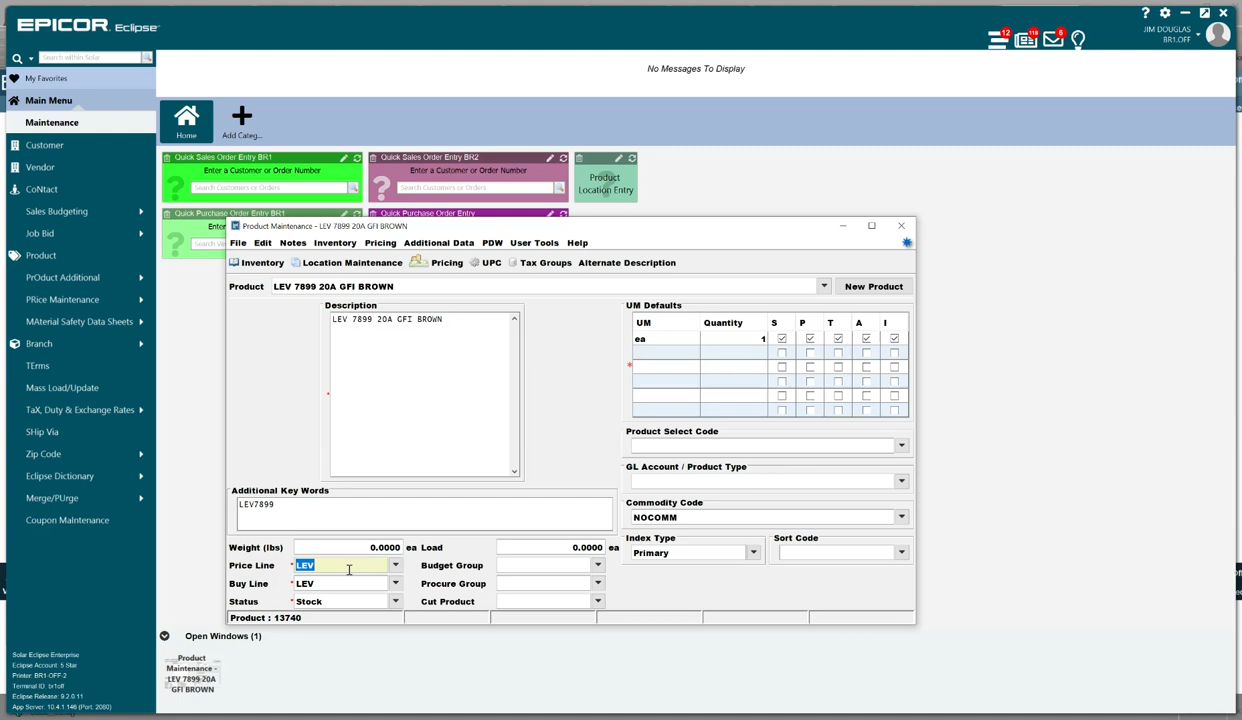 EPICOR Eclipse
JIM DOUGLAS
BR1.OFF
12
116
6
Search within Solar
My Favorites
Main Menu
Maintenance
Customer
Vendor
CoNtact
Sales Budgeting
Job Bid
Product
PrOduct Additional
PRice Maintenance
MAterial Safety Data Sheets
Branch
TErms
Mass Load/Update
TaX, Duty & Exchange Rates
SHip Via
Zip Code
Eclipse Dictionary
Merge/PUrge
Coupon MaIntenance
Solar Eclipse Enterprise
Eclipse Account: 5 Star
Printer: BR1-OFF-2
Terminal ID: br1off
Eclipse Release: 9.2.0.11
App Server: 10.4.1.146 (Port: 2080)
No Messages To Display
Home
Add Categ...
Quick Sales Order Entry BR1
Enter a Customer or Order Number
Search Customers or Orders
Quick Sales Order Entry BR2
Enter a Customer or Order Number
Search Customers or Orders
Product
Location Entry
Quick Purchase Order Entry BR1
Quick Purchase Order Entry
Enter
Search Ve
Product Maintenance - LEV 7899 20A GFI BROWN
File Edit Notes Inventory Pricing Additional Data PDW User Tools Help
Inventory Location Maintenance Pricing UPC Tax Groups Alternate Description
Product LEV 7899 20A GFI BROWN New Product
Description
LEV 7899 20A GFI BROWN
UM Defaults
UM Quantity S P T A I
ea 1
Product Select Code
GL Account / Product Type
Additional Key Words
LEV7899
Commodity Code
NOCOMM
Index Type Sort Code
Primary
Weight (lbs) 0.0000 ea Load 0.0000 ea
Price Line * LEV Budget Group
Buy Line * LEV Procure Group
Status * Stock Cut Product
Product : 13740
Open Windows (1)
Product
Maintenance -
LEV 7899 20A
GFI BROWN